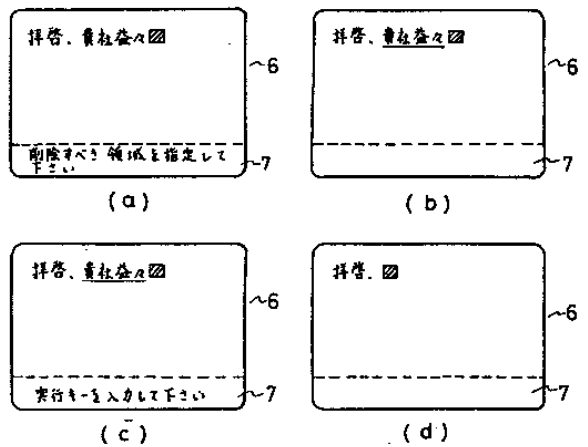 拝啓、貴社益々
6
削除すべき領域を指定して
下さい
7
(a)
拝啓、貴社益々
6
7
(b)
拝啓、貴社益々
6
実行キーを入力して下さい
7
(c)
拝啓、
6
7
(d)